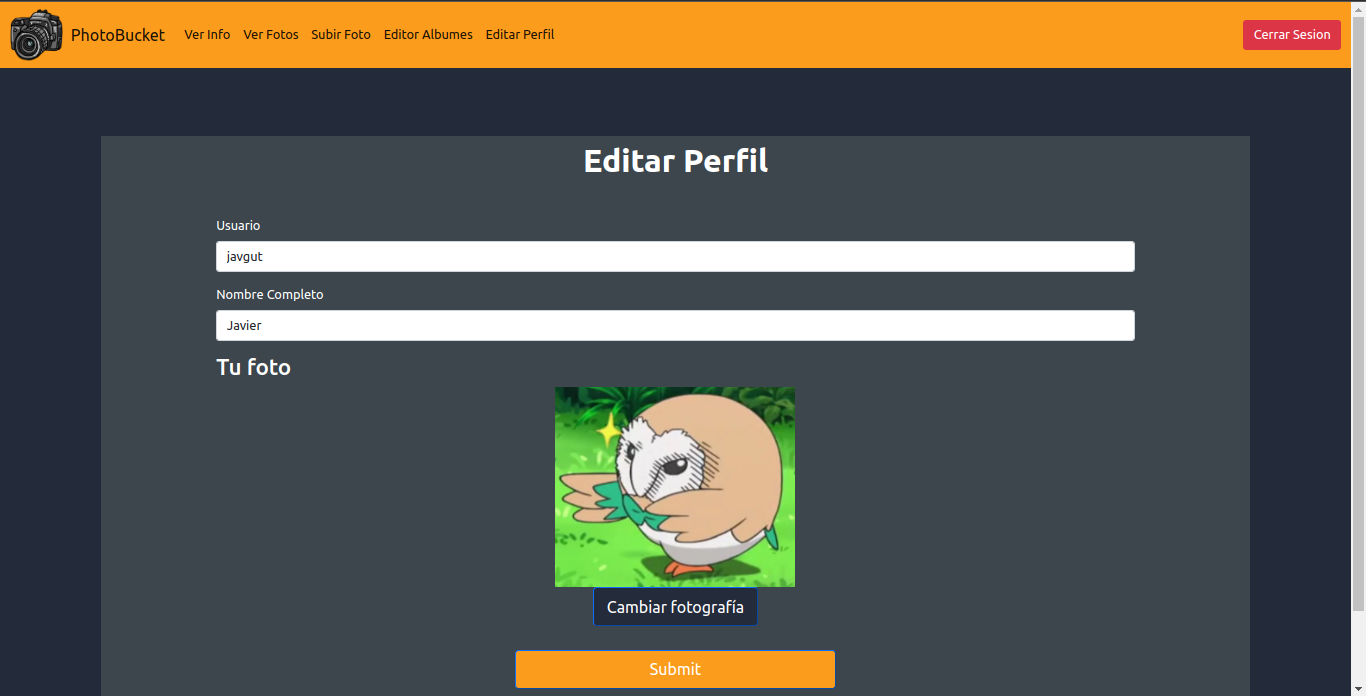 PhotoBucket Ver Info Ver Fotos Subir Foto Editor Albumes Editar Perfil Cerrar Sesion
Editar Perfil
Usuario
javgut
Nombre Completo
Javier
Tu foto
Cambiar fotografía
Submit